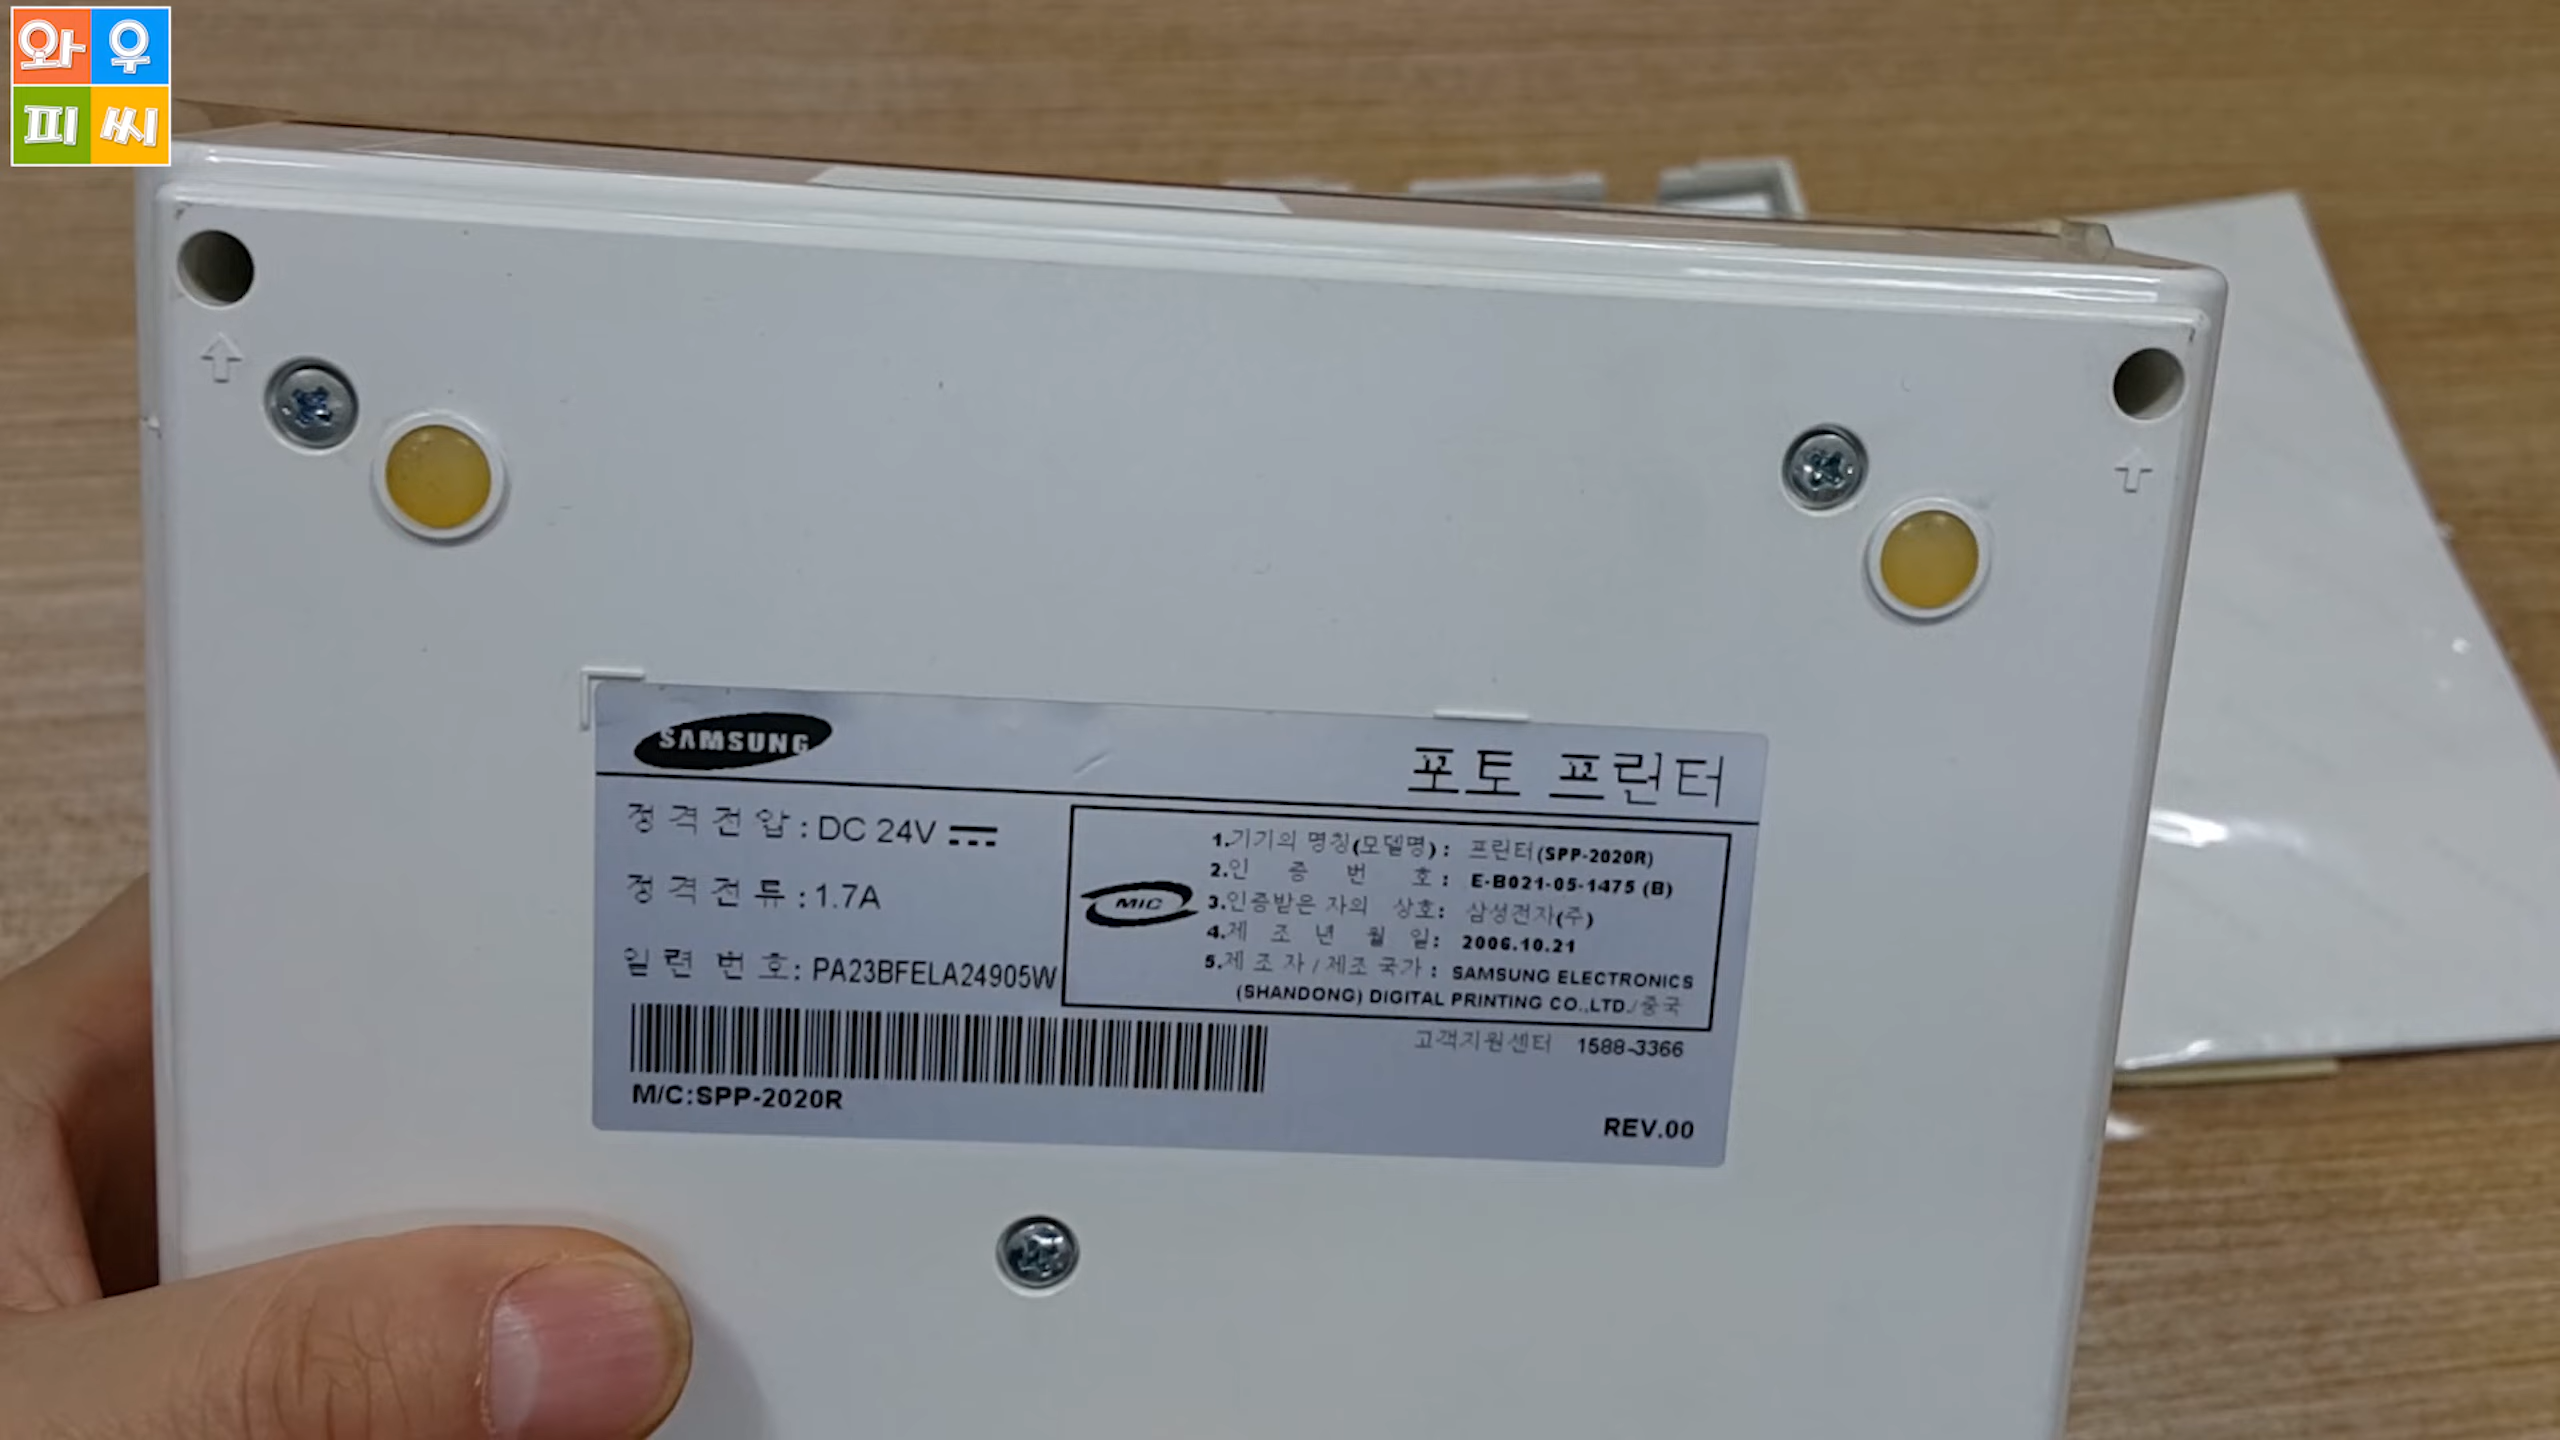 와우
피씨
SAMSUNG
포토 프린터
정격전압 : DC 24V
정격전류 : 1.7A
일련 번호 : PA23BFELA24905W
MIC
1.기기의 명칭(모델명) : 프린터(SPP-2020R)
2.인 증 번 호 : E-B021-05-1475 (B)
3.인증받은 자의 상호: 삼성전자(주)
4.제 조 년 월 일: 2006.10.21
5.제 조 자 / 제조 국가 : SAMSUNG ELECTRONICS
(SHANDONG) DIGITAL PRINTING CO.,LTD./중국
고객지원센터 1588-3366
M/C:SPP-2020R
REV.00